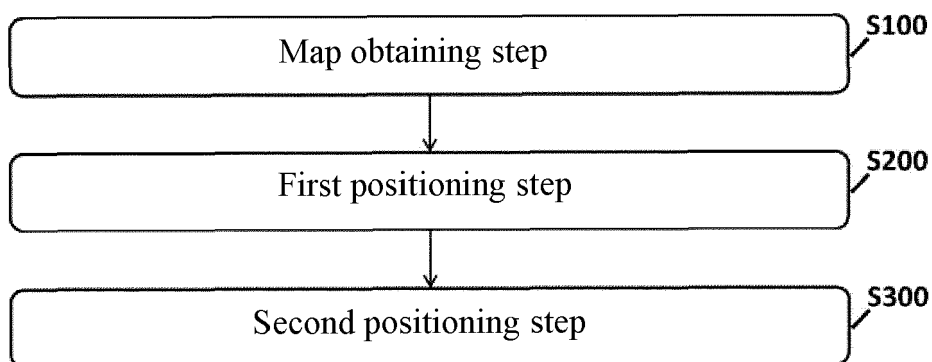 S100
Map obtaining step
S200
First positioning step
S300
Second positioning step